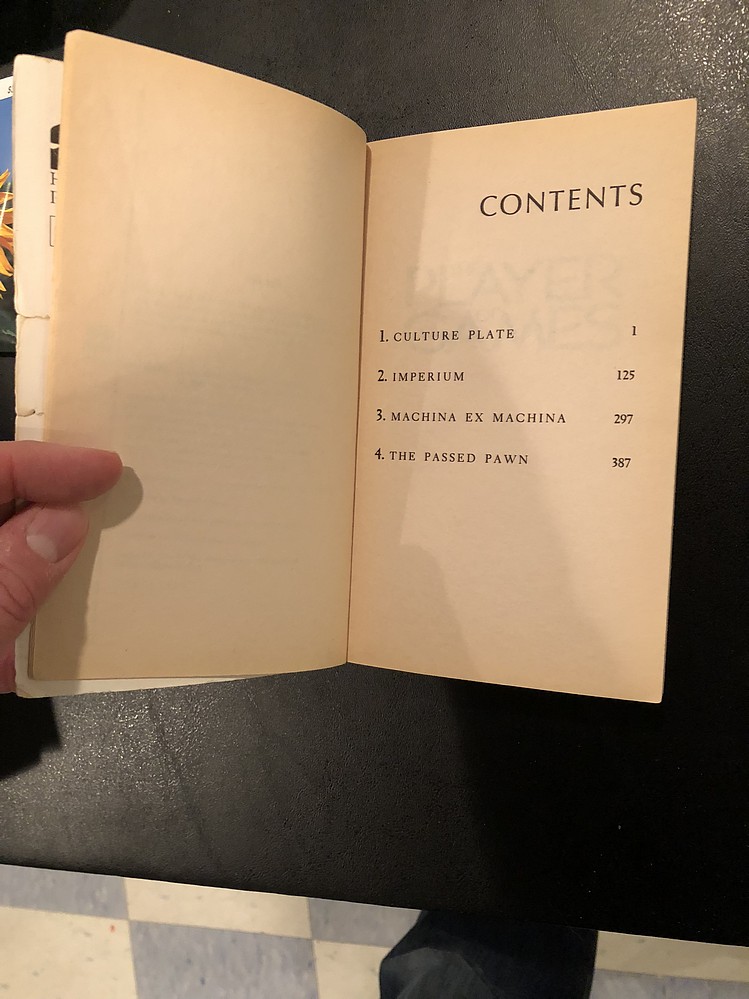 CONTENTS
1. CULTURE PLATE 1
2. IMPERIUM 125
3. MACHINA EX MACHINA 297
4. THE PASSED PAWN 387